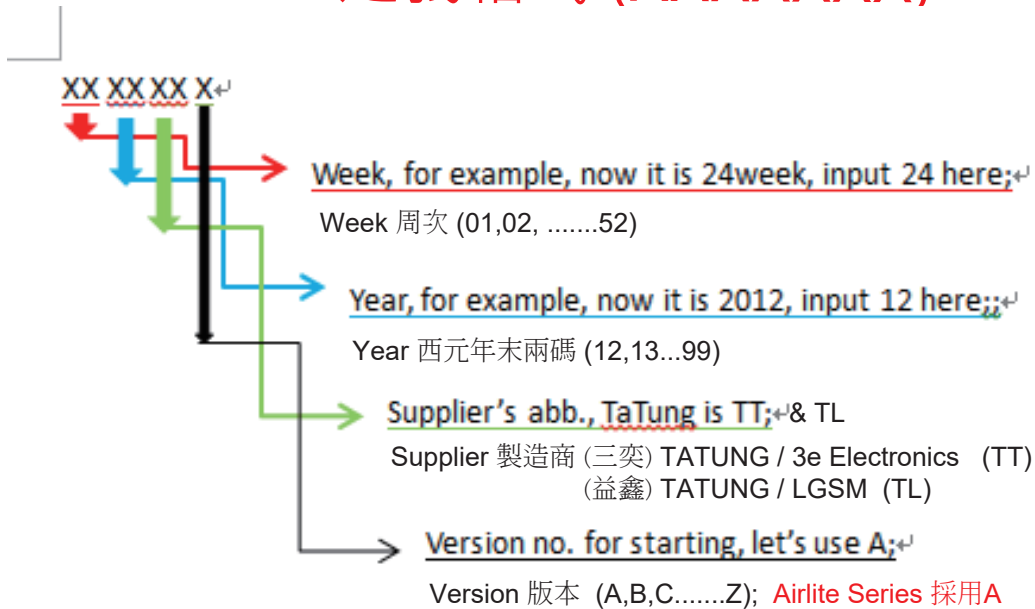 XX XX XX X↵
Week, for example, now it is 24week, input 24 here;↵
Week 周次 (01,02, .......52)
Year, for example, now it is 2012, input 12 here;;↵
Year 西元年末兩碼 (12,13...99)
Supplier's abb., TaTung is TT;↵& TL
Supplier 製造商 (三奕) TATUNG / 3e Electronics (TT)
(益鑫) TATUNG / LGSM (TL)
Version no. for starting, let's use A;↵
Version 版本 (A,B,C.......Z); Airlite Series 採用A